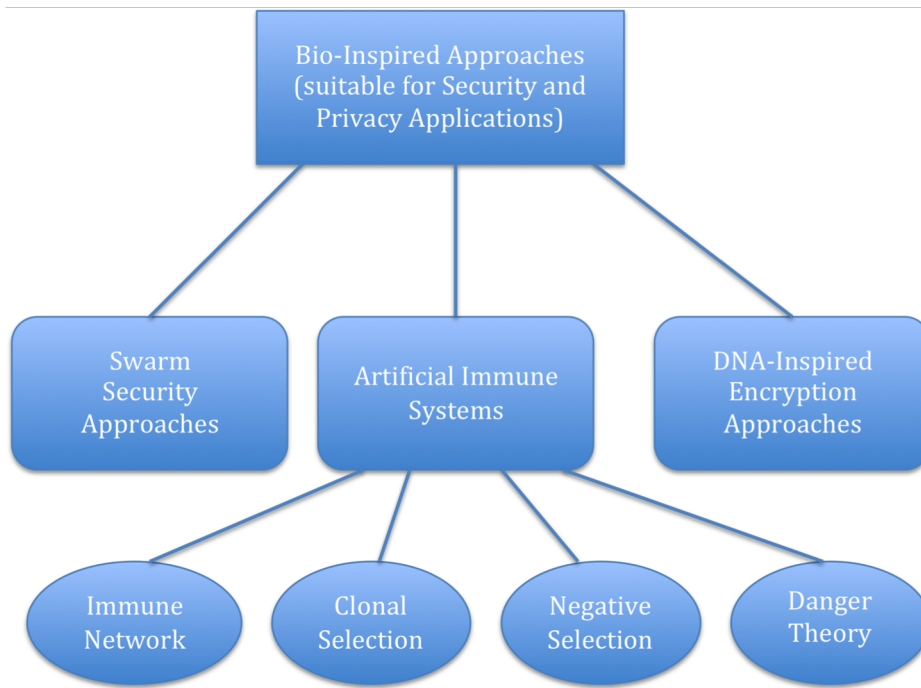 Bio-Inspired Approaches
(suitable for Security and
Privacy Applications)
Swarm
Security
Approaches
Artificial Immune
Systems
DNA-Inspired
Encryption
Approaches
Immune
Network
Clonal
Selection
Negative
Selection
Danger
Theory